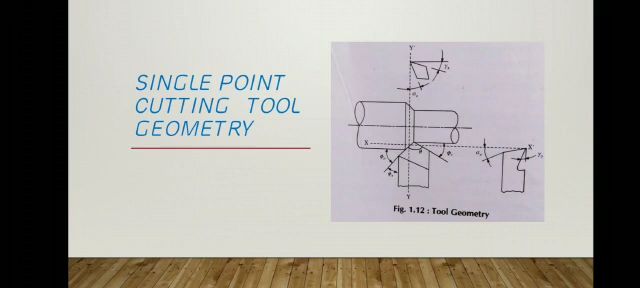 SINGLE POINT
CUTTING TOOL
GEOMETRY
Y'
X
X'
Y
Fig. 1.12 : Tool Geometry